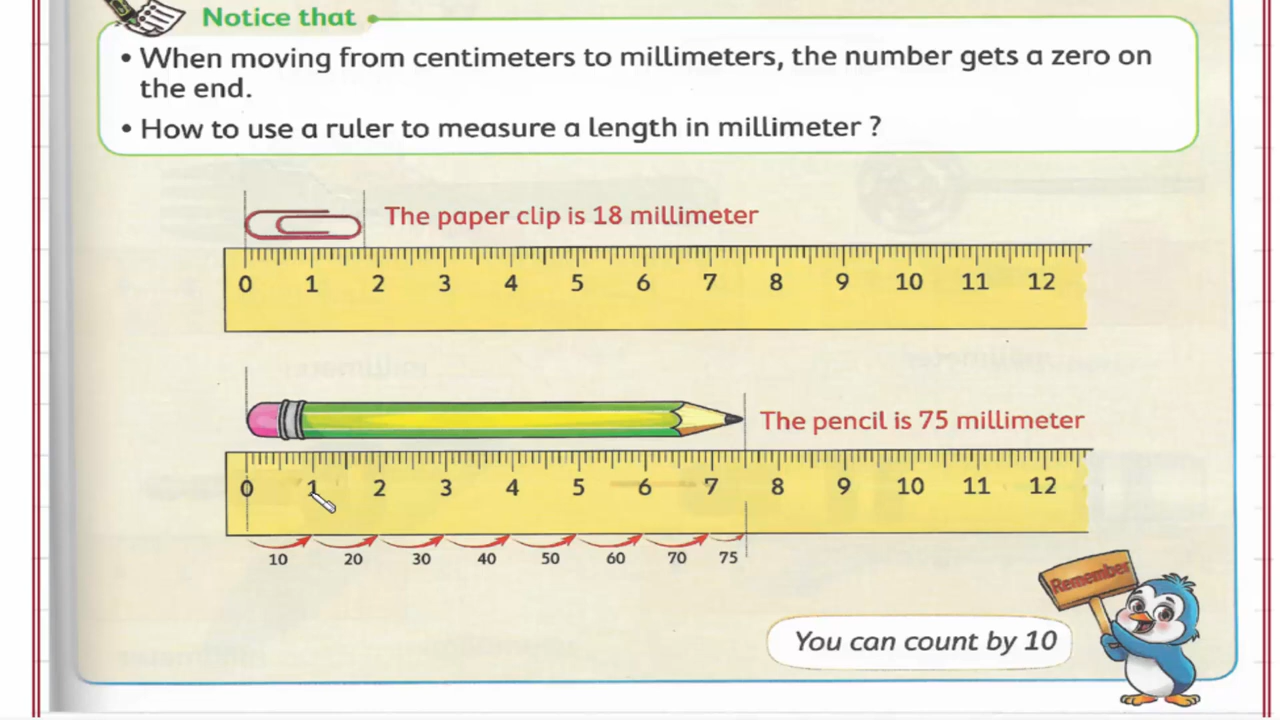 Notice that
• When moving from centimeters to millimeters, the number gets a zero on
the end.
• How to use a ruler to measure a length in millimeter ?
The paper clip is 18 millimeter
0 1 2 3 4 5 6 7 8 9 10 11 12
The pencil is 75 millimeter
0 1 2 3 4 5 6 7 8 9 10 11 12
10 20 30 40 50 60 70 75
Remember
You can count by 10